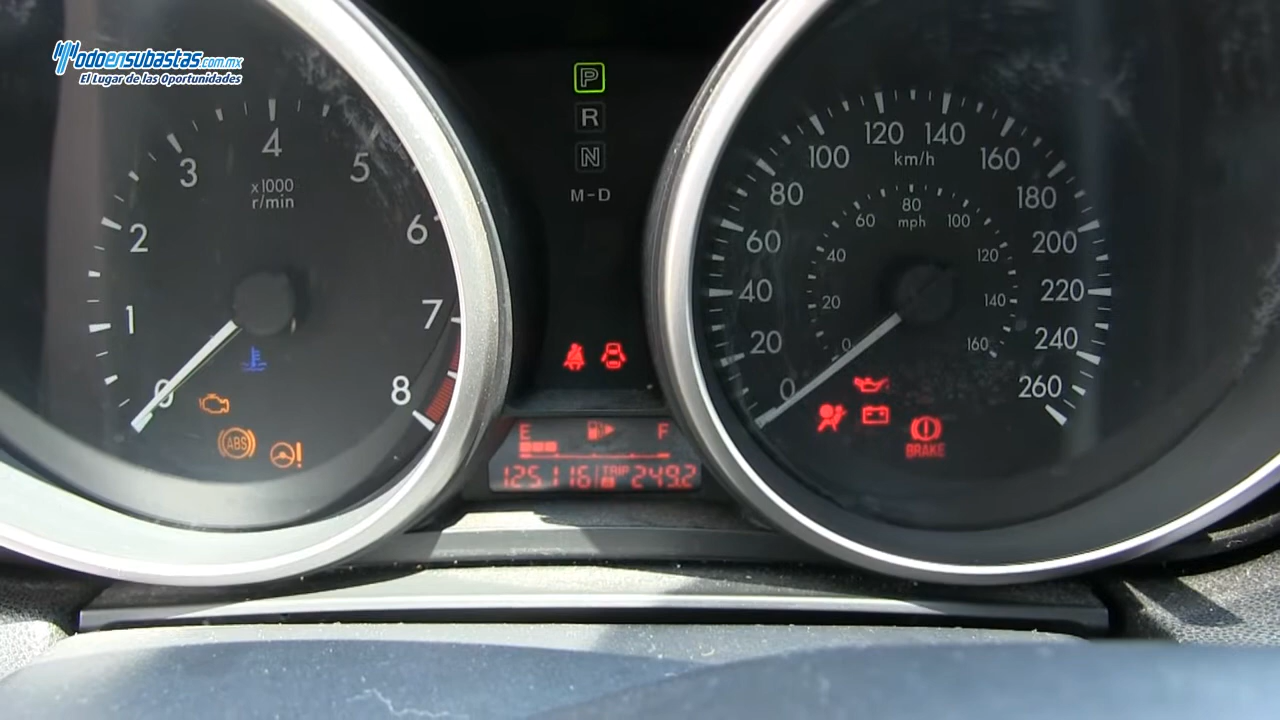 Todoensubastas.com.mx
El Lugar de las Oportunidades
0 1 2 3 4 5 6 7 8
x1000
r/min
ABS
P
R
N
M-D
0 20 40 60 80 100 120 140 160 180 200 220 240 260
km/h
0 20 40 60 80 100 120 140 160
mph
BRAKE
E F
125116 TRIP B 249.2